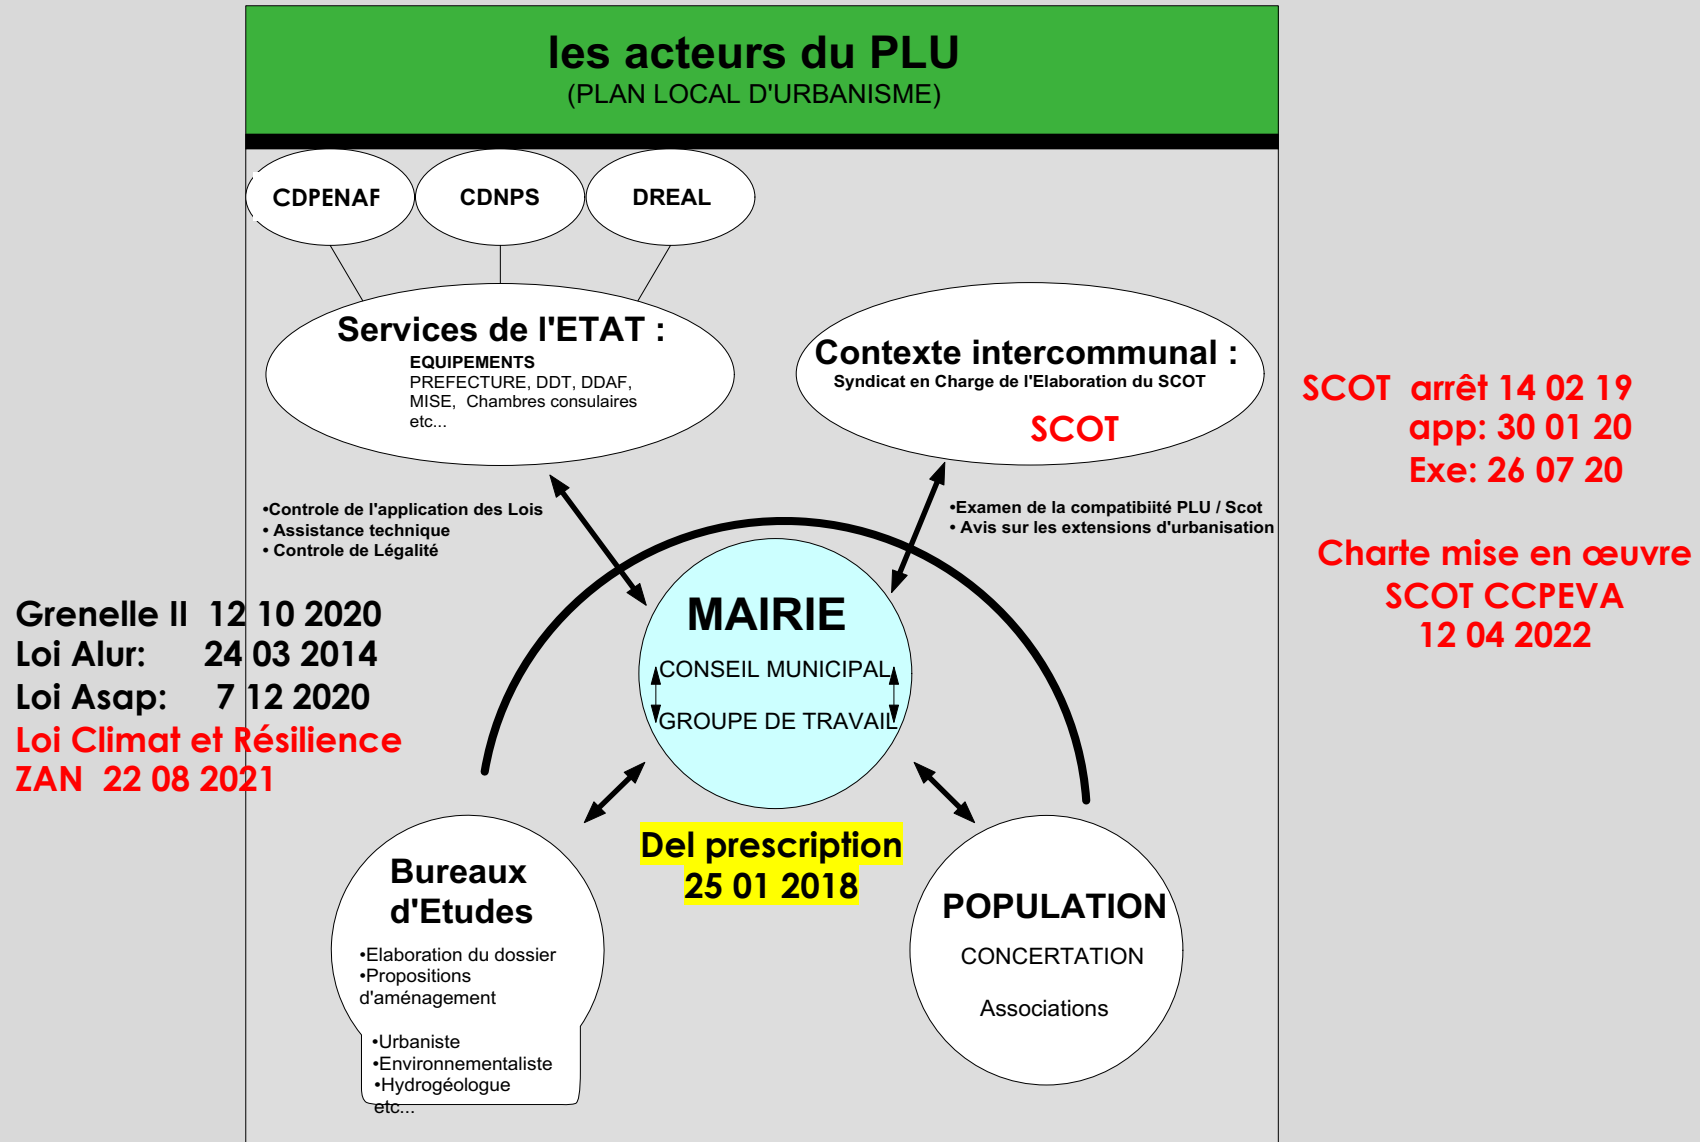 les acteurs du PLU
(PLAN LOCAL D'URBANISME)
CDPENAF
CDNPS
DREAL
Services de l'ETAT :
EQUIPEMENTS
PREFECTURE, DDT, DDAF,
MISE, Chambres consulaires
etc...
Contexte intercommunal :
Syndicat en Charge de l'Elaboration du SCOT
SCOT
SCOT arrêt 14 02 19
app: 30 01 20
Exe: 26 07 20
•Controle de l'application des Lois
• Assistance technique
• Controle de Légalité
•Examen de la compatibiité PLU / Scot
• Avis sur les extensions d'urbanisation
Charte mise en œuvre
SCOT CCPEVA
12 04 2022
Grenelle II 12 10 2020
Loi Alur: 24 03 2014
Loi Asap: 7 12 2020
Loi Climat et Résilience
ZAN 22 08 2021
MAIRIE
CONSEIL MUNICIPAL
GROUPE DE TRAVAIL
Del prescription
25 01 2018
Bureaux
d'Etudes
•Elaboration du dossier
•Propositions
d'aménagement
•Urbaniste
•Environnementaliste
•Hydrogéologue
etc...
POPULATION
CONCERTATION
Associations